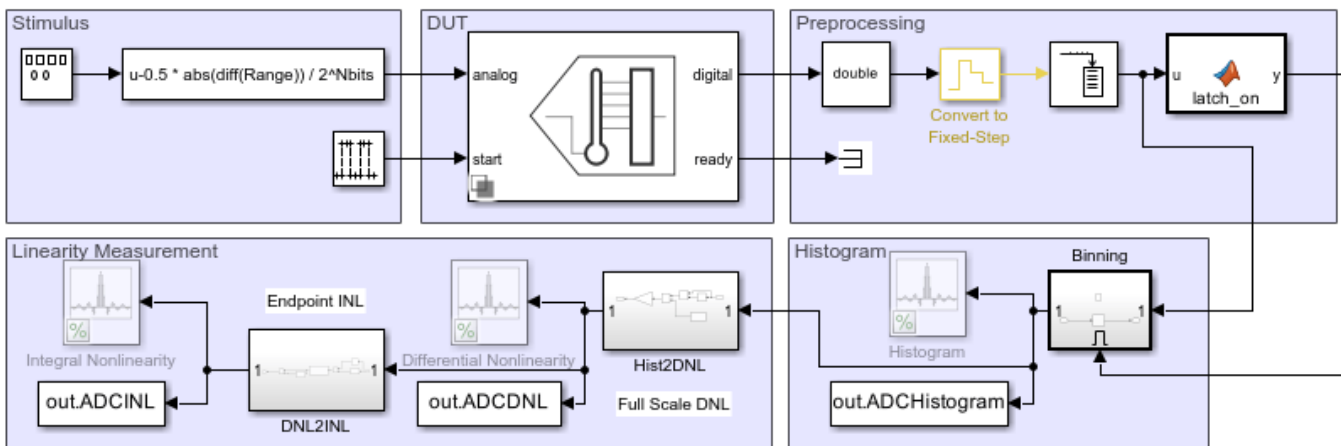 Stimulus
u-0.5 * abs(diff(Range)) / 2^Nbits
DUT
analog
digital
start
ready
Preprocessing
double
Convert to
Fixed-Step
u
y
latch_on
Linearity Measurement
Integral Nonlinearity
out.ADCINL
Endpoint INL
1
1
DNL2INL
Differential Nonlinearity
out.ADCDNL
1
1
Hist2DNL
Full Scale DNL
Histogram
Histogram
out.ADCHistogram
Binning
1
1